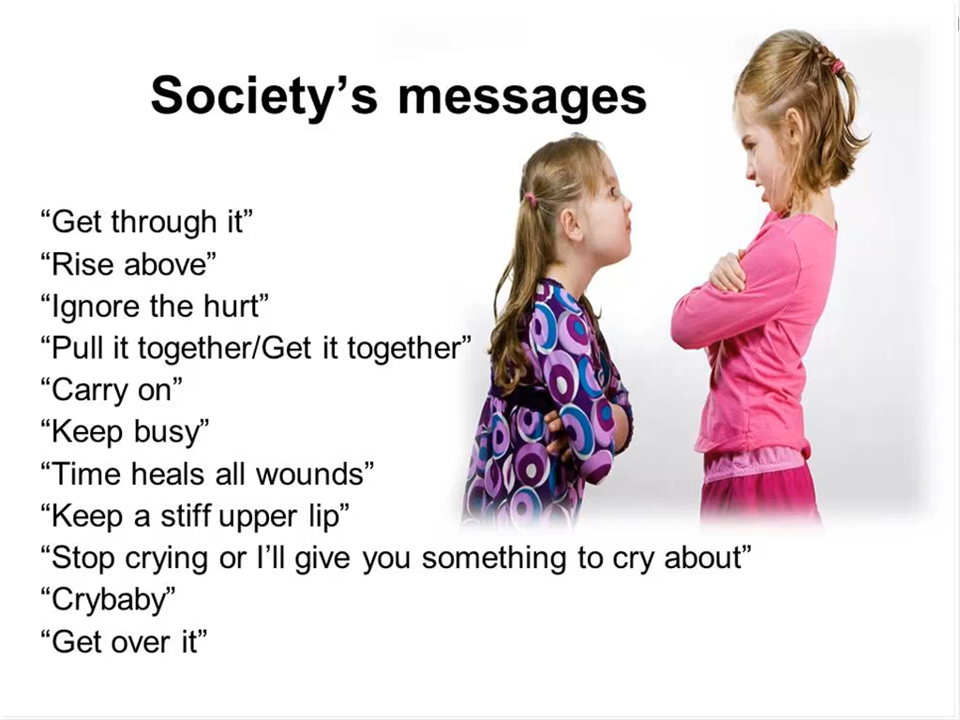 Society’s messages
“Get through it”
“Rise above”
“Ignore the hurt”
“Pull it together/Get it together”
“Carry on”
“Keep busy”
“Time heals all wounds”
“Keep a stiff upper lip”
“Stop crying or I’ll give you something to cry about”
“Crybaby”
“Get over it”